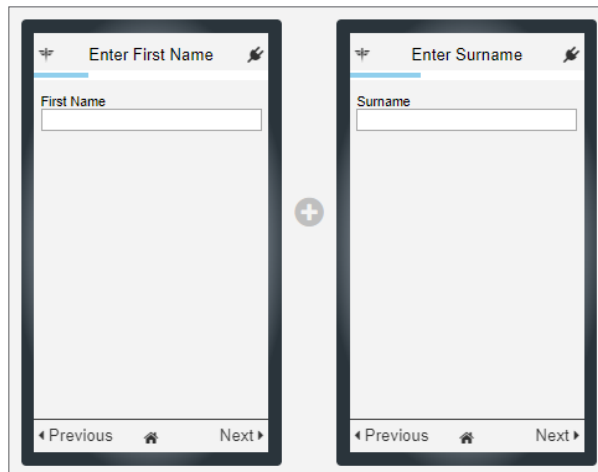 Enter First Name
First Name
Previous
Next
Enter Surname
Surname
Previous
Next